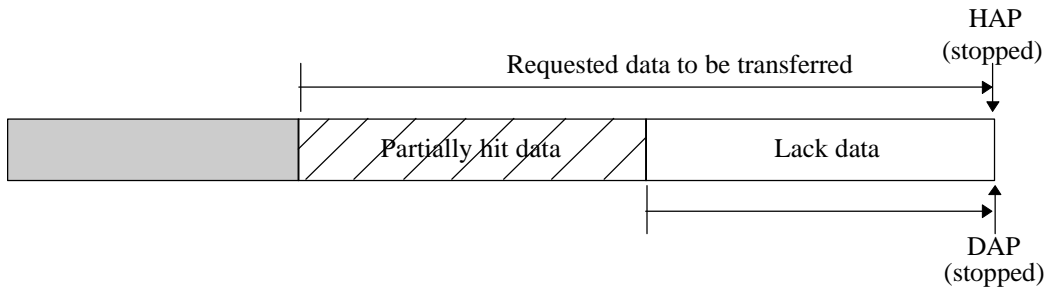 HAP
(stopped)
Requested data to be transferred
Partially hit data
Lack data
DAP
(stopped)